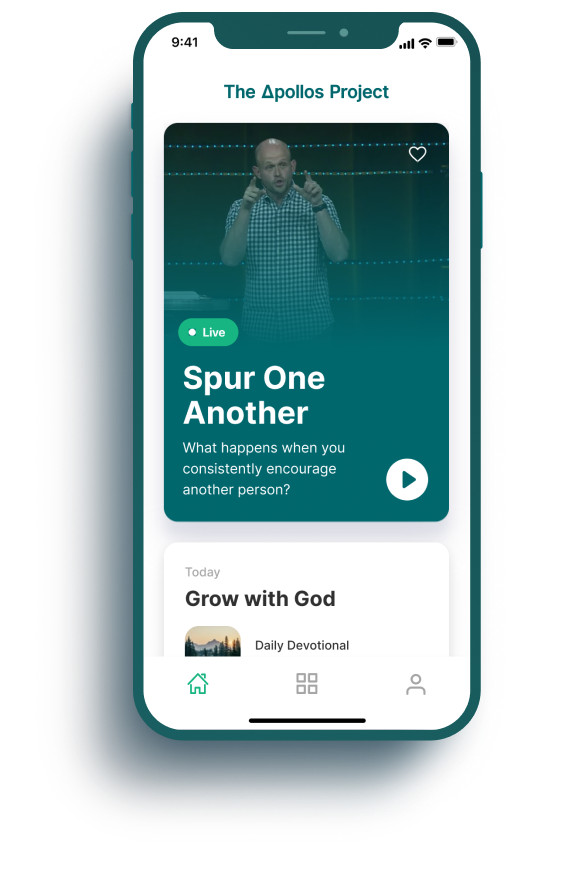 9:41
The Δpollos Project
Live
Spur One
Another
What happens when you
consistently encourage
another person?
Today
Grow with God
Daily Devotional